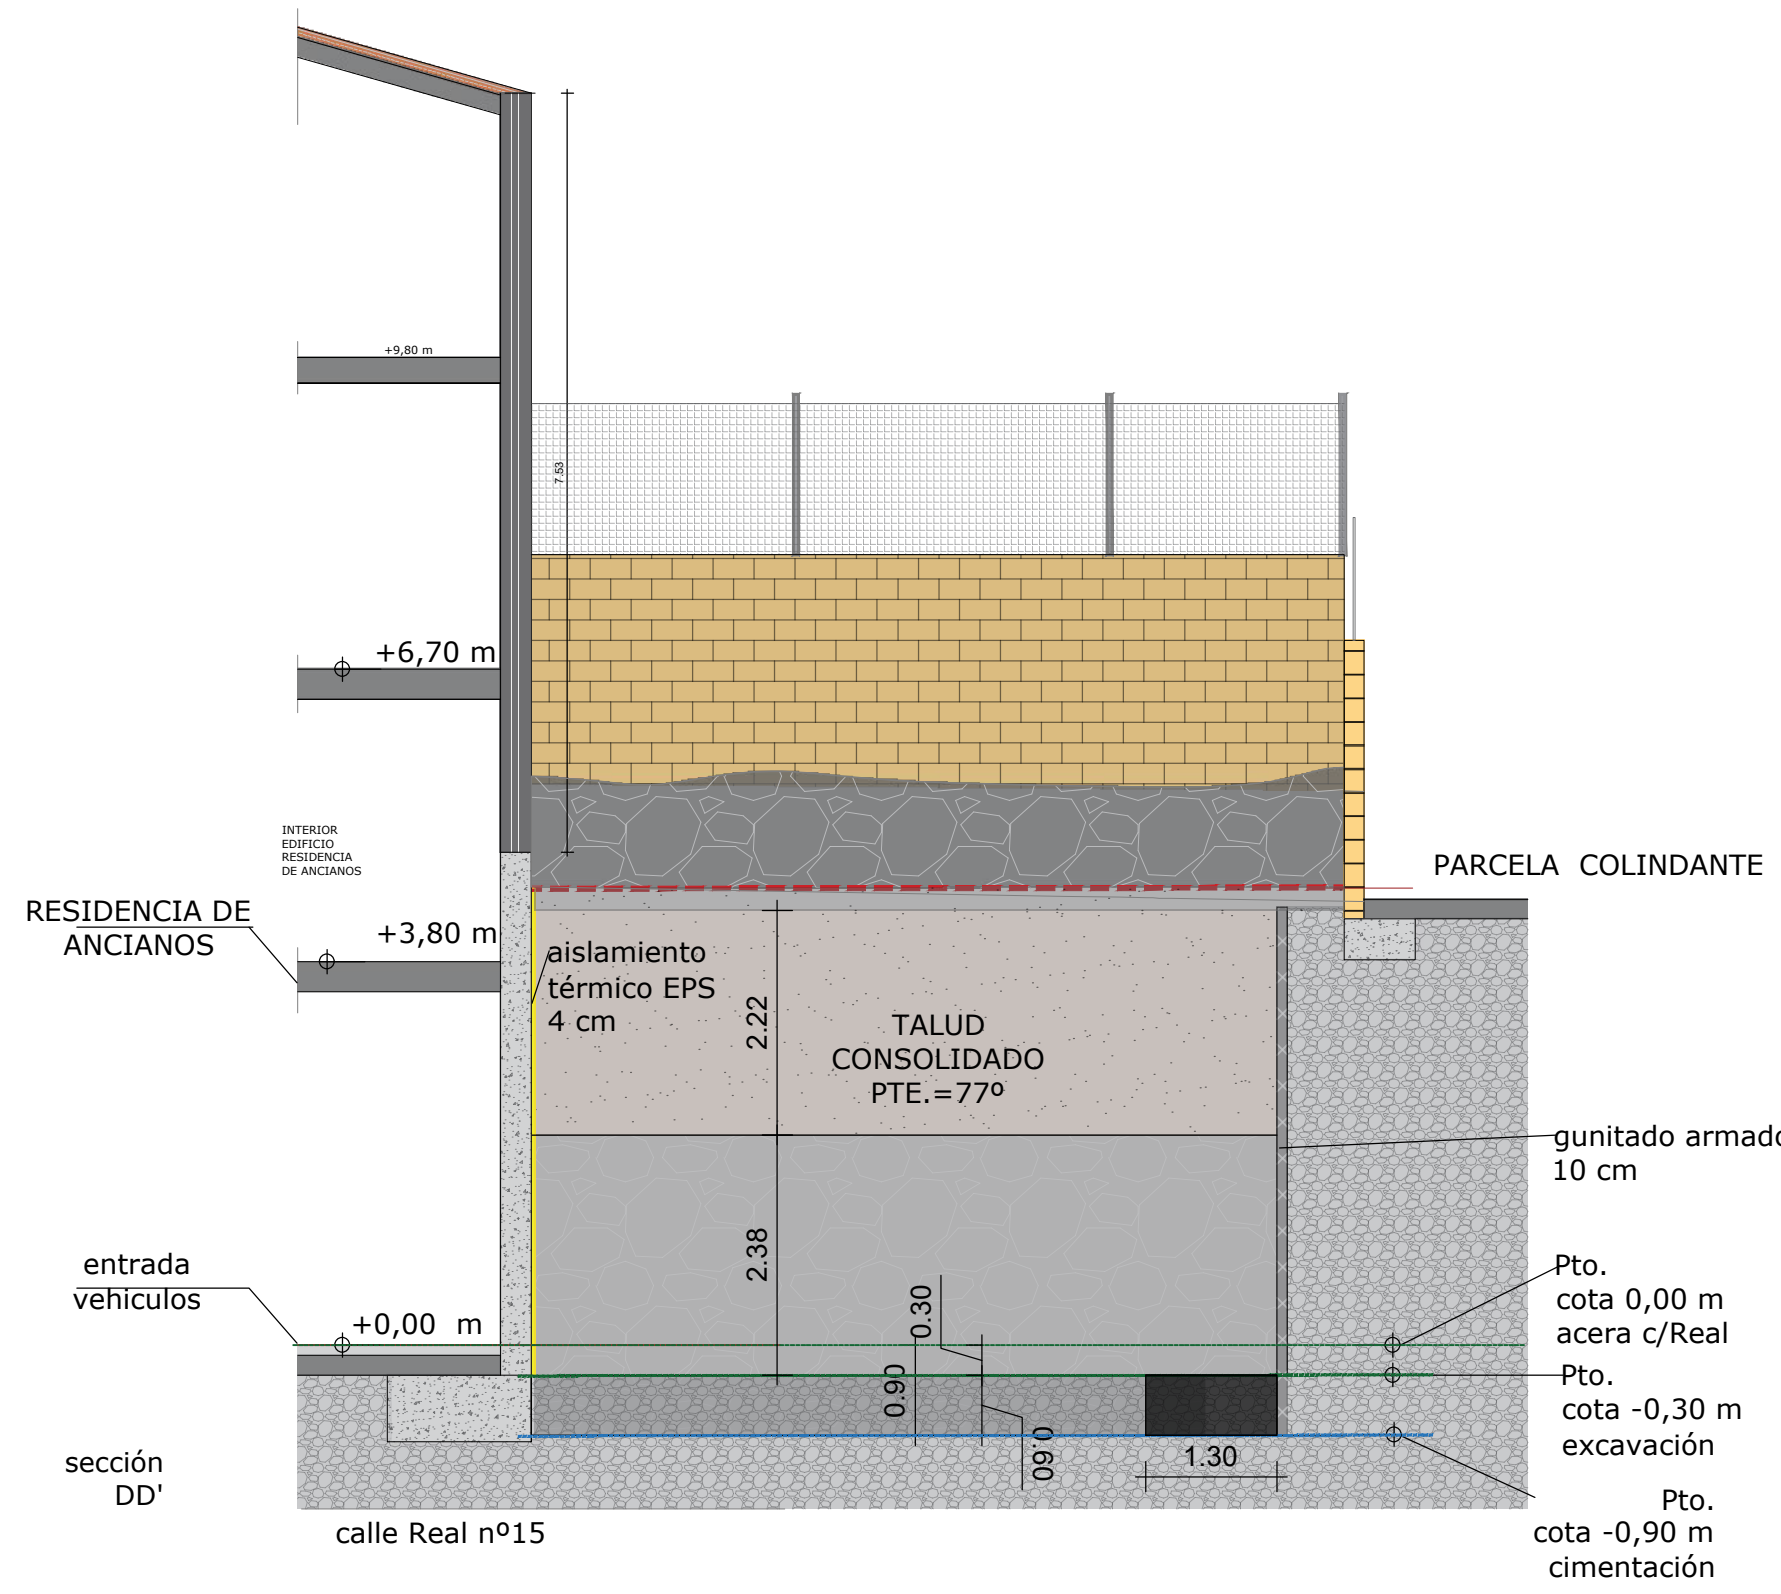 +9,80 m
7.53
+6,70 m
INTERIOR
EDIFICIO
RESIDENCIA
DE ANCIANOS
PARCELA  COLINDANTE
RESIDENCIA DE
ANCIANOS
+3,80 m
aislamiento
térmico EPS
4 cm
2.22
TALUD
CONSOLIDADO
PTE.=77º
gunitado armado
10 cm
2.38
entrada
vehiculos
+0,00  m
0.30
0.90
0.60
1.30
Pto.
cota 0,00 m
acera c/Real
Pto.
cota -0,30 m
excavación
Pto.
cota -0,90 m
cimentación
sección
DD'
calle Real nº15